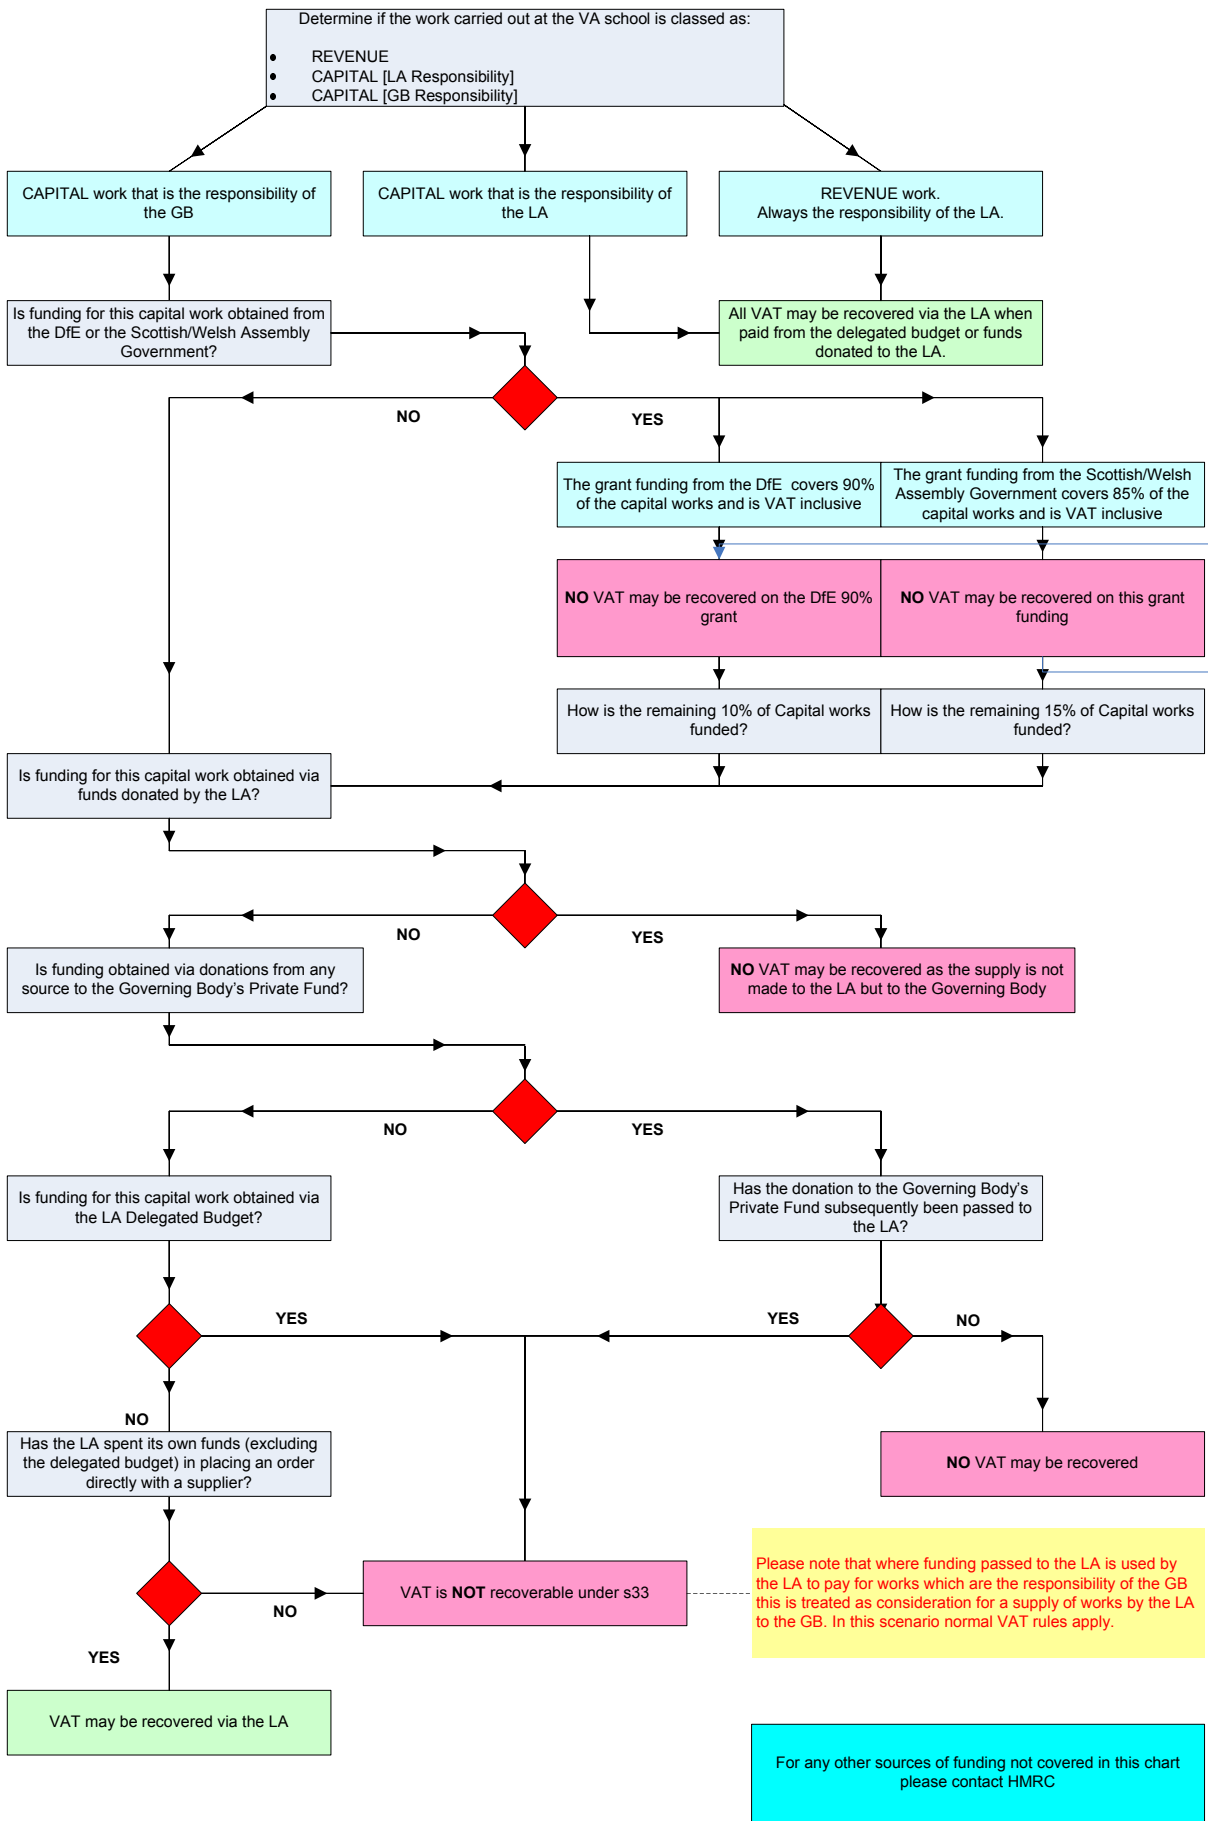 Determine if the work carried out at the VA school is classed as:
• REVENUE
• CAPITAL [LA Responsibility]
• CAPITAL [GB Responsibility]
CAPITAL work that is the responsibility of
the GB
CAPITAL work that is the responsibility of
the LA
REVENUE work.
Always the responsibility of the LA.
Is funding for this capital work obtained from
the DfE or the Scottish/Welsh Assembly
Government?
All VAT may be recovered via the LA when
paid from the delegated budget or funds
donated to the LA.
NO
YES
The grant funding from the DfE covers 90%
of the capital works and is VAT inclusive
The grant funding from the Scottish/Welsh
Assembly Government covers 85% of the
capital works and is VAT inclusive
NO VAT may be recovered on the DfE 90%
grant
NO VAT may be recovered on this grant
funding
How is the remaining 10% of Capital works
funded?
How is the remaining 15% of Capital works
funded?
Is funding for this capital work obtained via
funds donated by the LA?
NO
YES
Is funding obtained via donations from any
source to the Governing Body's Private Fund?
NO VAT may be recovered as the supply is not
made to the LA but to the Governing Body
NO
YES
Is funding for this capital work obtained via
the LA Delegated Budget?
Has the donation to the Governing Body's
Private Fund subsequently been passed to
the LA?
YES
YES
NO
NO
Has the LA spent its own funds (excluding
the delegated budget) in placing an order
directly with a supplier?
NO VAT may be recovered
VAT is NOT recoverable under s33
Please note that where funding passed to the LA is used by
the LA to pay for works which are the responsibility of the GB
this is treated as consideration for a supply of works by the LA
to the GB. In this scenario normal VAT rules apply.
NO
YES
VAT may be recovered via the LA
For any other sources of funding not covered in this chart
please contact HMRC